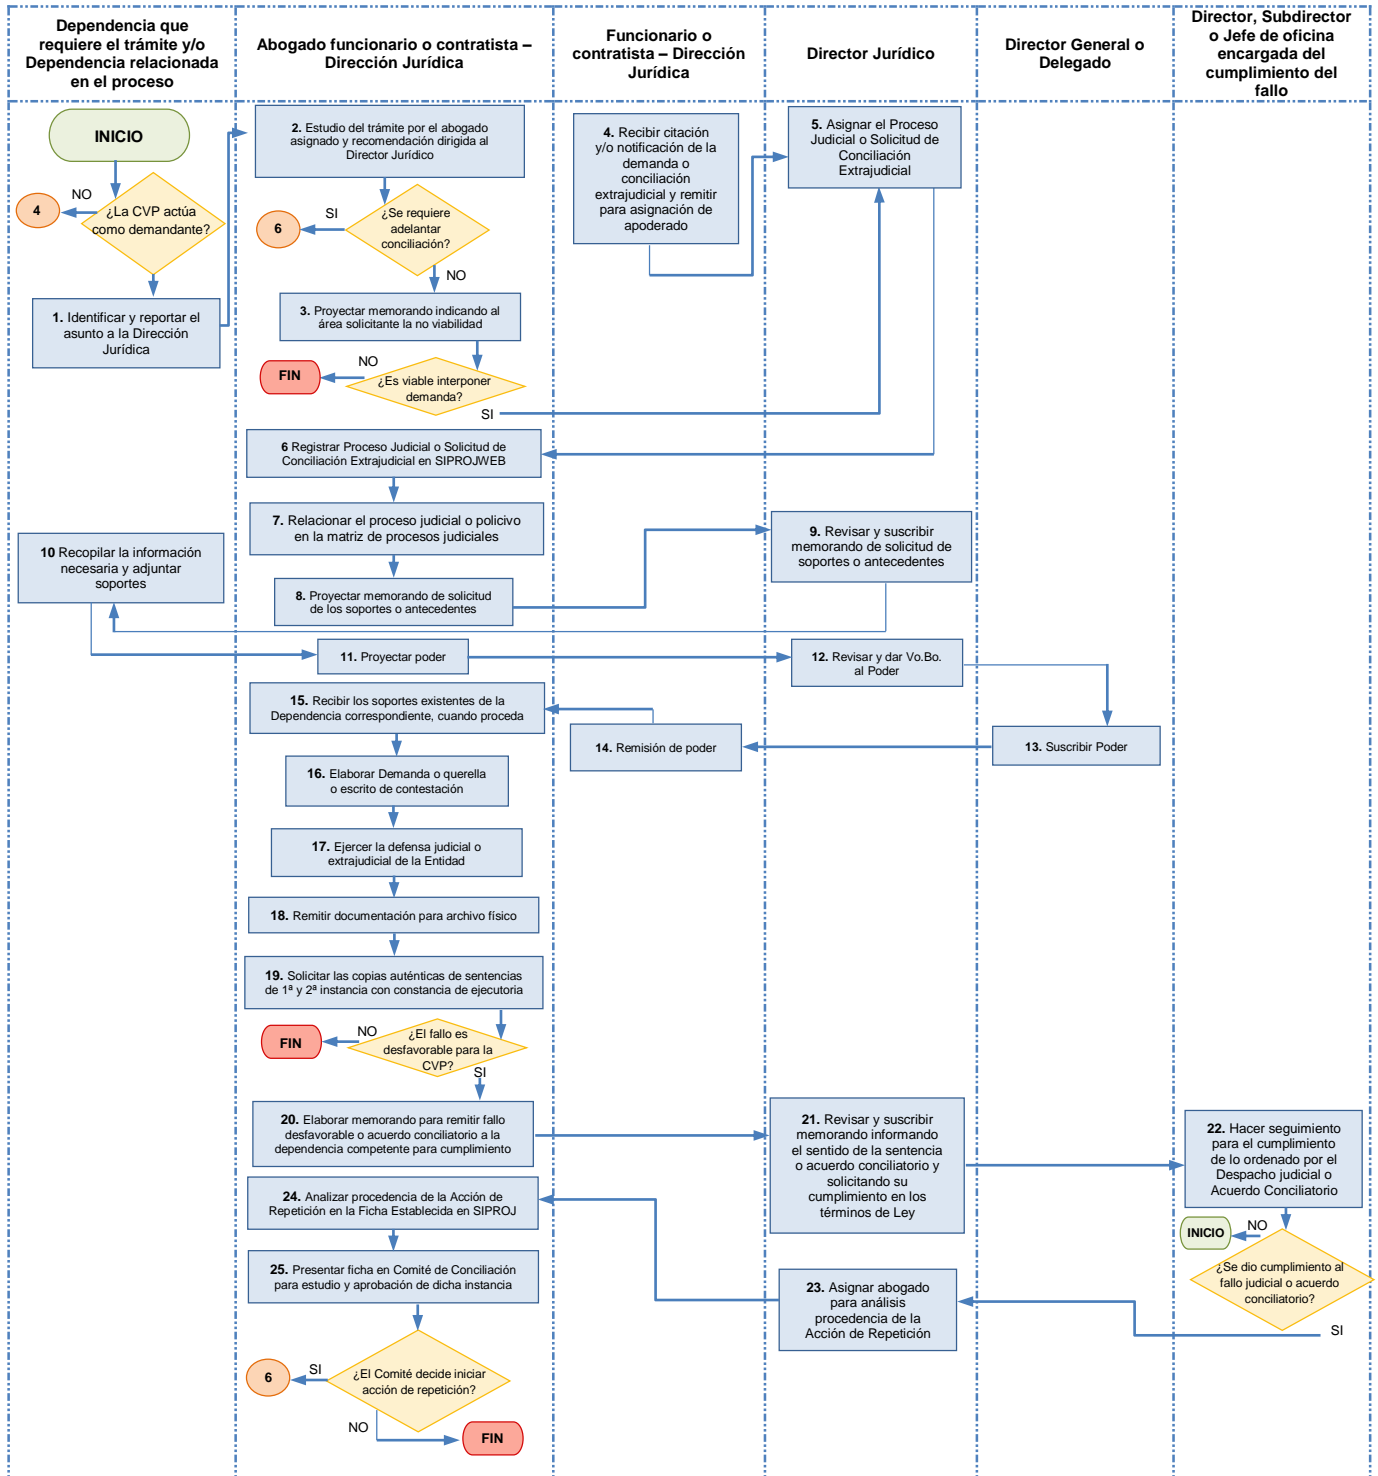 Dependencia que
requiere el trámite y/o
Dependencia relacionada
en el proceso
Abogado funcionario o contratista –
Dirección Jurídica
Funcionario o
contratista – Dirección
Jurídica
Director Jurídico
Director General o
Delegado
Director, Subdirector
o Jefe de oficina
encargada del
cumplimiento del
fallo
INICIO
NO
4
¿La CVP actúa
como demandante?
1. Identificar y reportar el
asunto a la Dirección
Jurídica
2. Estudio del trámite por el abogado
asignado y recomendación dirigida al
Director Jurídico
SI
6
¿Se requiere
adelantar
conciliación?
NO
3. Proyectar memorando indicando al
área solicitante la no viabilidad
NO
FIN
¿Es viable interponer
demanda?
SI
4. Recibir citación
y/o notificación de la
demanda o
conciliación
extrajudicial y remitir
para asignación de
apoderado
5. Asignar el Proceso
Judicial o Solicitud de
Conciliación
Extrajudicial
6 Registrar Proceso Judicial o Solicitud de
Conciliación Extrajudicial en SIPROJWEB
7. Relacionar el proceso judicial o policivo
en la matriz de procesos judiciales
8. Proyectar memorando de solicitud
de los soportes o antecedentes
9. Revisar y suscribir
memorando de solicitud de
soportes o antecedentes
10 Recopilar la información
necesaria y adjuntar
soportes
11. Proyectar poder
12. Revisar y dar Vo.Bo.
al Poder
13. Suscribir Poder
14. Remisión de poder
15. Recibir los soportes existentes de la
Dependencia correspondiente, cuando proceda
16. Elaborar Demanda o querella
o escrito de contestación
17. Ejercer la defensa judicial o
extrajudicial de la Entidad
18. Remitir documentación para archivo físico
19. Solicitar las copias auténticas de sentencias
de 1ª y 2ª instancia con constancia de ejecutoria
NO
FIN
¿El fallo es
desfavorable para la
CVP?
SI
20. Elaborar memorando para remitir fallo
desfavorable o acuerdo conciliatorio a la
dependencia competente para cumplimiento
21. Revisar y suscribir
memorando informando
el sentido de la sentencia
o acuerdo conciliatorio y
solicitando su
cumplimiento en los
términos de Ley
22. Hacer seguimiento
para el cumplimiento
de lo ordenado por el
Despacho judicial o
Acuerdo Conciliatorio
NO
INICIO
¿Se dio cumplimiento al
fallo judicial o acuerdo
conciliatorio?
SI
23. Asignar abogado
para análisis
procedencia de la
Acción de Repetición
24. Analizar procedencia de la Acción de
Repetición en la Ficha Establecida en SIPROJ
25. Presentar ficha en Comité de Conciliación
para estudio y aprobación de dicha instancia
SI
6
¿El Comité decide iniciar
acción de repetición?
NO
FIN